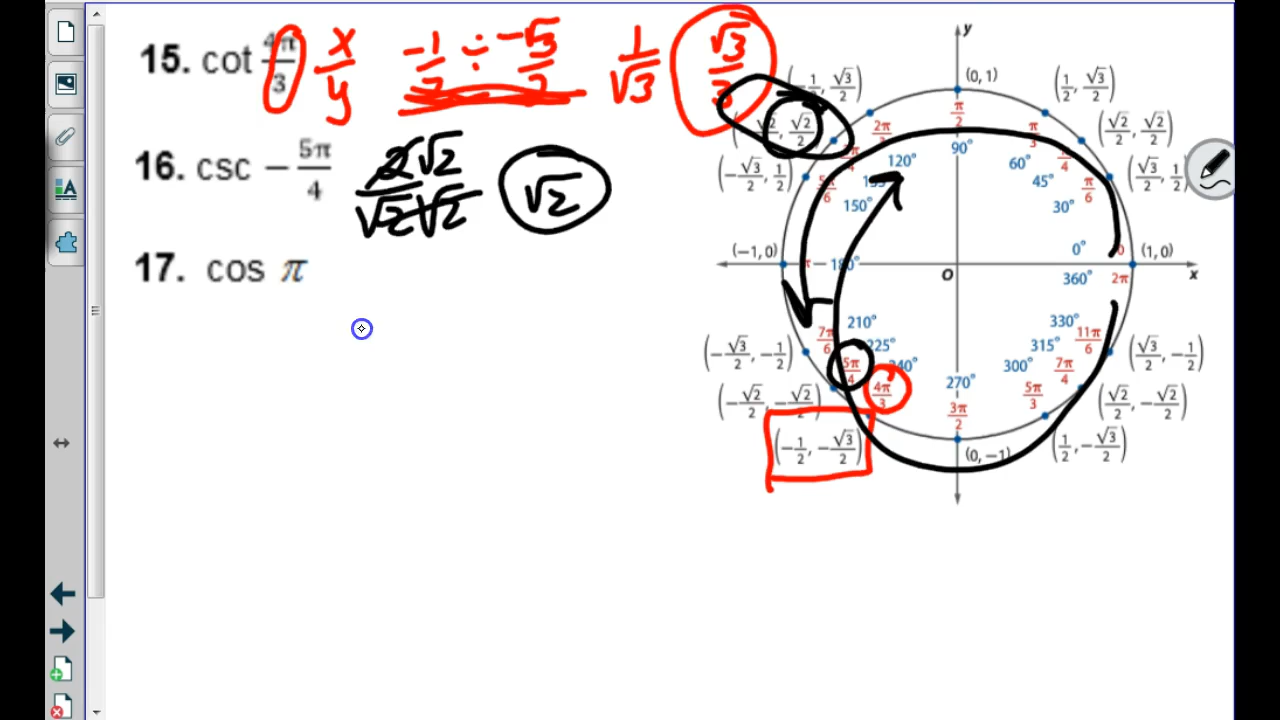 15. cot 4π/3 x/y -1/2 ÷ -√3/2 1/√3 √3/3
16. csc - 5π/4 2√2/√2√2 √2
17. cos π
y
x
O
(0, 1)
(1/2, √3/2)
(√2/2, √2/2)
(√3/2, 1/2)
(1, 0)
(√3/2, -1/2)
(√2/2, -√2/2)
(1/2, -√3/2)
(0, -1)
(-1/2, -√3/2)
(-√2/2, -√2/2)
(-√3/2, -1/2)
(-1, 0)
(-√3/2, 1/2)
√2/2
(-1/2, √3/2)
π/2
π/3
π/6
0
2π
11π/6
7π/4
5π/3
3π/2
4π/3
5π/4
7π/6
π
5π/6
90°
60°
45°
30°
0°
360°
330°
315°
300°
270°
240°
225°
210°
180°
150°
120°
A